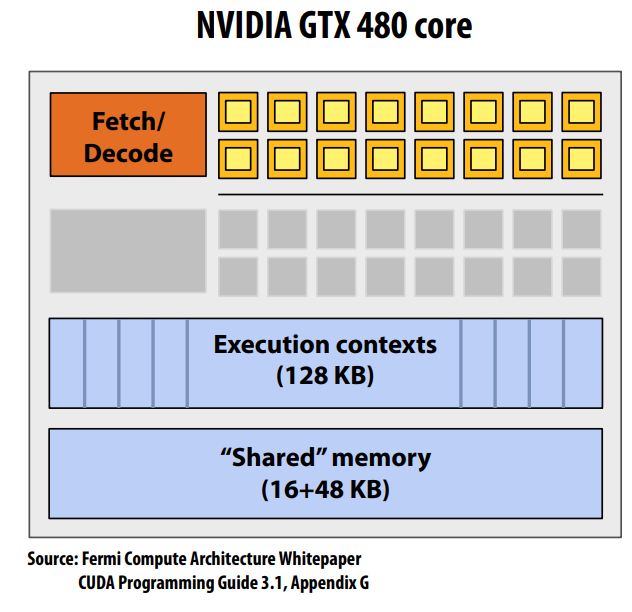 NVIDIA GTX 480 core
Fetch/
Decode
Execution contexts
(128 KB)
“Shared” memory
(16+48 KB)
Source: Fermi Compute Architecture Whitepaper
CUDA Programming Guide 3.1, Appendix G